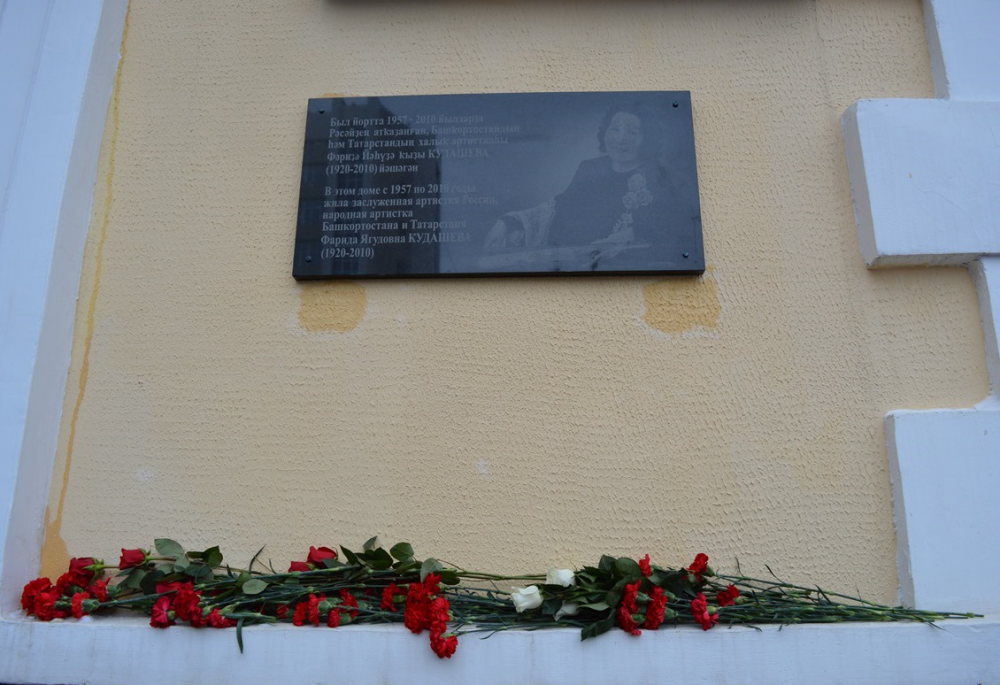 Был йортта 1957 - 2010 йылдарҙа
Рәсәйҙең атҡаҙанған, Башҡортостандың
һәм Татарстандың халыҡ артисткаһы
Фәриҙә Йәһүҙә ҡыҙы КУДАШЕВА
(1920-2010) йәшәгән
В этом доме с 1957 по 2010 годы
жила заслуженная артистка России,
народная артистка
Башкортостана и Татарстана
Фарида Ягудовна КУДАШЕВА
(1920-2010)